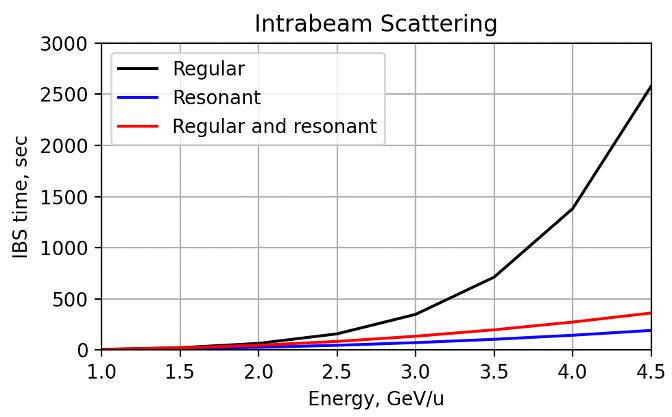 Intrabeam Scattering
3000
2500
2000
1500
1000
500
0
IBS time, sec
Regular
Resonant
Regular and resonant
1.0 1.5 2.0 2.5 3.0 3.5 4.0 4.5
Energy, GeV/u